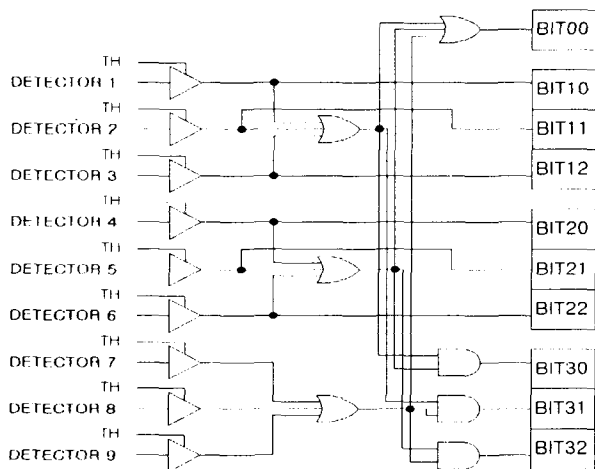 BIT00
TH
DETECTOR 1
BIT10
TH
DETECTOR 2
BIT11
TH
DETECTOR 3
BIT12
TH
DETECTOR 4
BIT20
TH
DETECTOR 5
BIT21
TH
DETECTOR 6
BIT22
TH
DETECTOR 7
BIT30
TH
DETECTOR 8
BIT31
TH
DETECTOR 9
BIT32